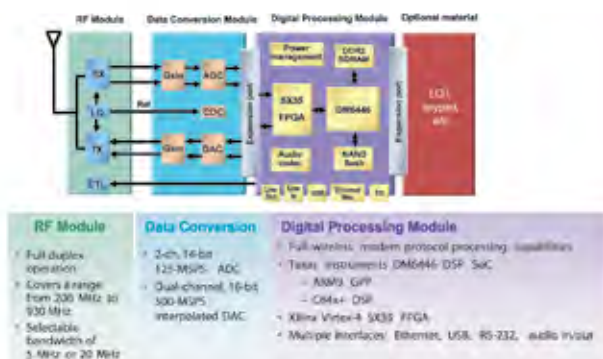 RF Module
Data Conversion Module
Digital Processing Module
Optional material
TX
LO
TX
CTL
Ref
Gain
ADC
CDC
Gain
DAC
Expansion port
Power management
DDR2 SDRAM
SX35 FPGA
DM6446
Audio codec
NAND flash
Expansion port
Line
Line
USB
LCD,
keypad,
etc.
RF Module
• Full duplex
operation
• Covers a range
from 200 MHz to
930 MHz
• Selectable
bandwidth of
5 MHz or 20 MHz
Data Conversion
• 2-ch, 14-bit
125-MSPS, ADC
• Dual-channel, 16-bit
500-MSPS
interpolated DAC
Digital Processing Module
• Full wireless modem protocol processing capabilities
• Texas Instruments DM6446 DSP SoC
– ARM9 GPP
– C64x+ DSP
• Xilinx Virtex-4 SX35 FPGA
• Multiple interfaces: Ethernet, USB, RS-232, audio in/out